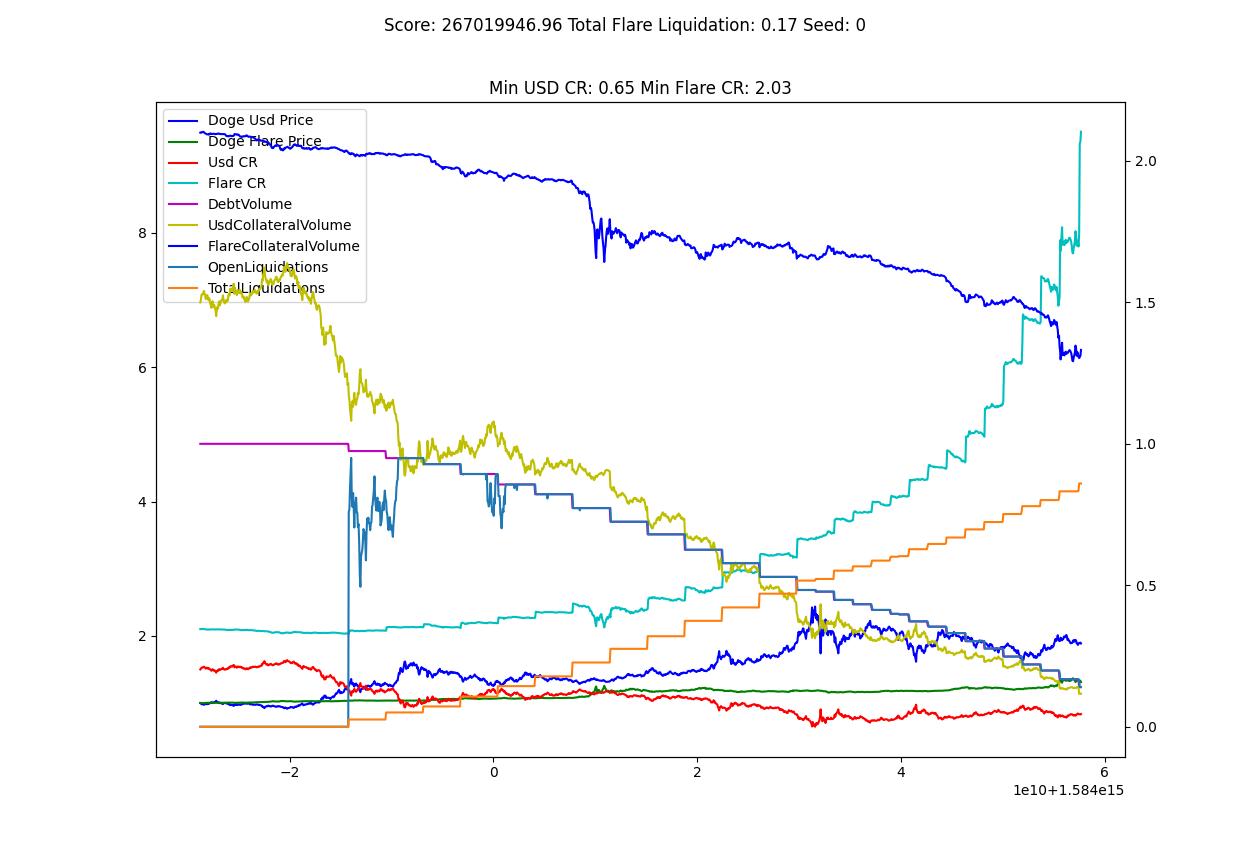 Score: 267019946.96 Total Flare Liquidation: 0.17 Seed: 0
Min USD CR: 0.65 Min Flare CR: 2.03
Doge Usd Price
Doge Flare Price
Usd CR
Flare CR
DebtVolume
UsdCollateralVolume
FlareCollateralVolume
OpenLiquidations
TotalLiquidations
8
6
4
2
2.0
1.5
1.0
0.5
0.0
−2
0
2
4
6
1e10+1.584e15